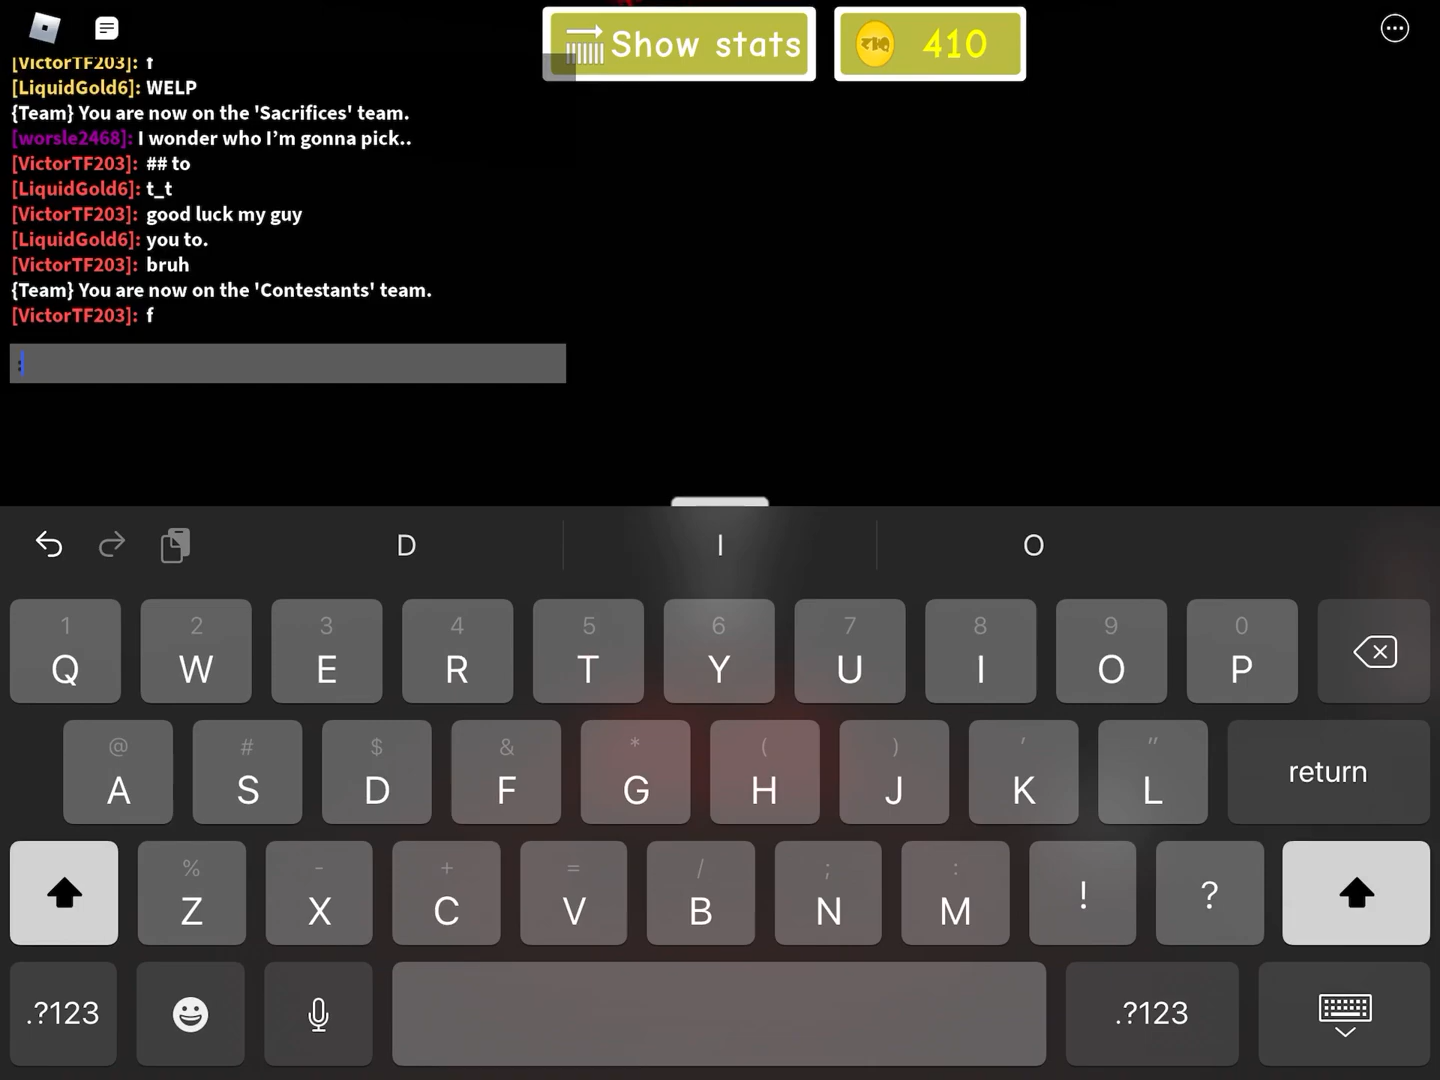 Show stats
410
[VictorTF203]: f
[LiquidGold6]: WELP
{Team} You are now on the 'Sacrifices' team.
[worsle2468]: I wonder who I’m gonna pick..
[VictorTF203]: ## to
[LiquidGold6]: t_t
[VictorTF203]: good luck my guy
[LiquidGold6]: you to.
[VictorTF203]: bruh
{Team} You are now on the 'Contestants' team.
[VictorTF203]: f
:
D I O
1 2 3 4 5 6 7 8 9 0
Q W E R T Y U I O P
@ # $ & * ( ) ' "
A S D F G H J K L return
% - + = / ; :
Z X C V B N M ! ?
.?123 .?123